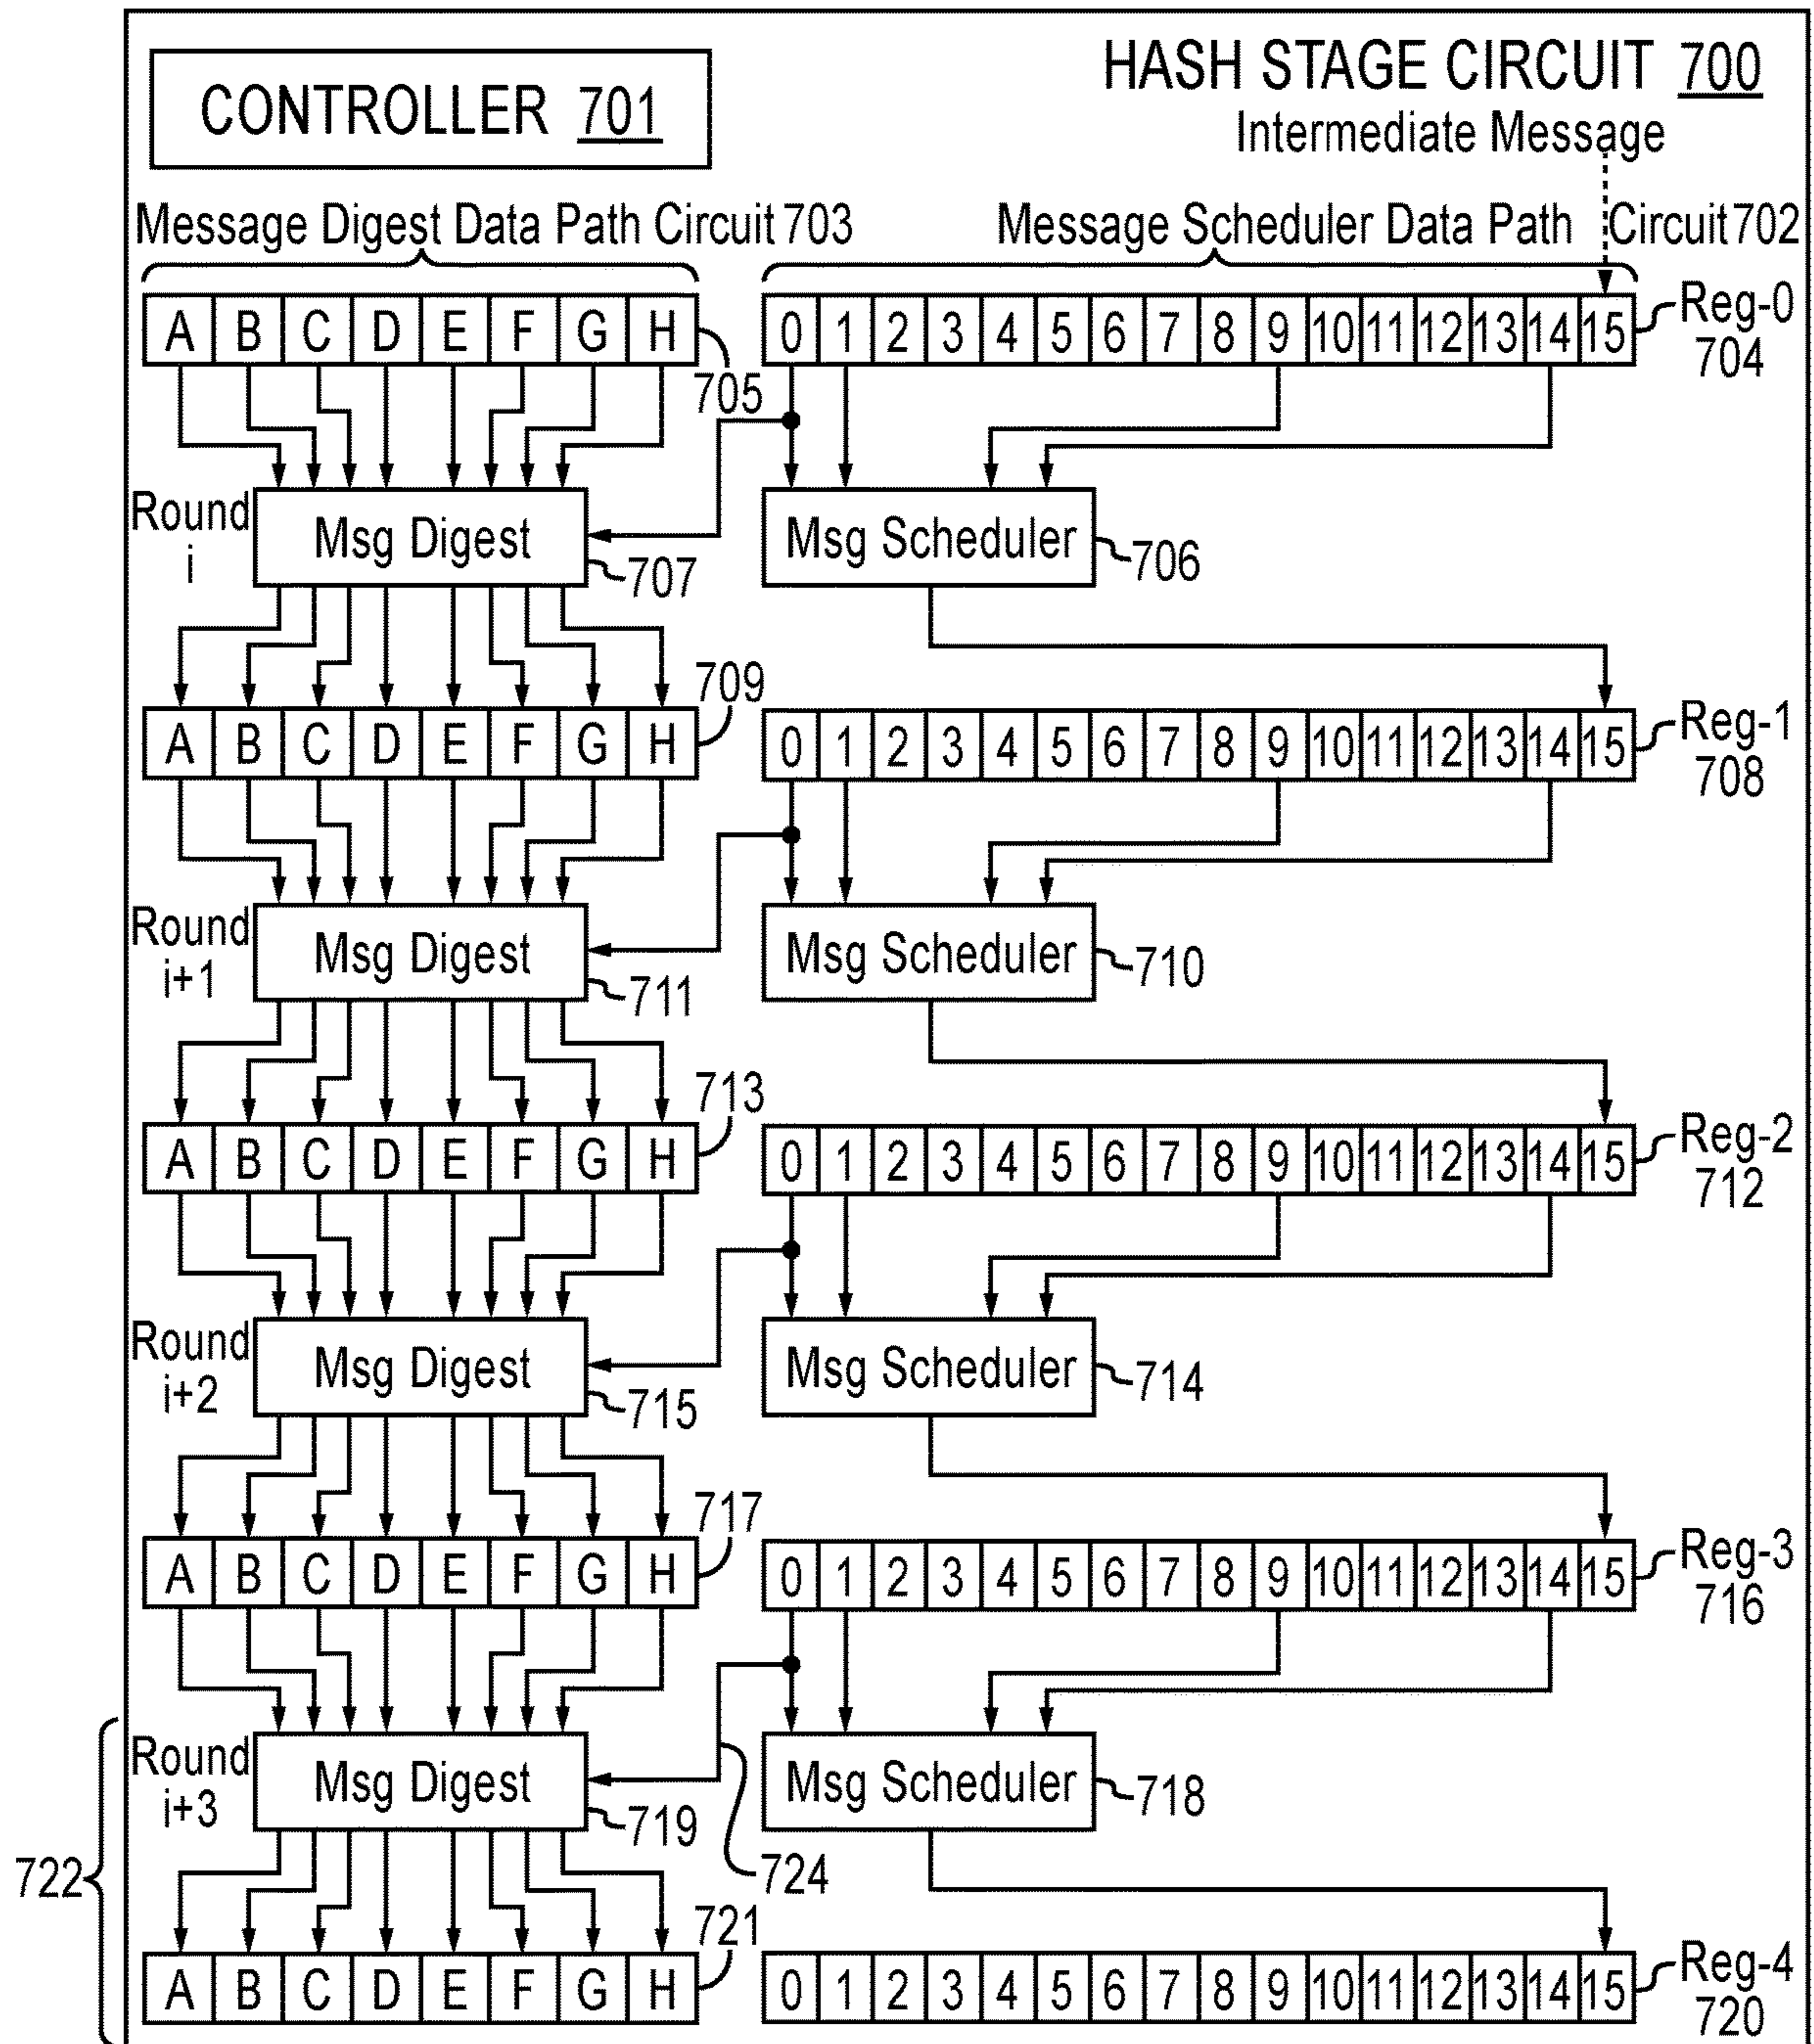 HASH STAGE CIRCUIT 700
CONTROLLER 701
Intermediate Message
Message Digest Data Path Circuit 703
Message Scheduler Data Path Circuit 702
A B C D E F G H
705
0 1 2 3 4 5 6 7 8 9 10 11 12 13 14 15
Reg-0
704
Round
i
Msg Digest
707
Msg Scheduler
706
A B C D E F G H
709
0 1 2 3 4 5 6 7 8 9 10 11 12 13 14 15
Reg-1
708
Round
i+1
Msg Digest
711
Msg Scheduler
710
A B C D E F G H
713
0 1 2 3 4 5 6 7 8 9 10 11 12 13 14 15
Reg-2
712
Round
i+2
Msg Digest
715
Msg Scheduler
714
A B C D E F G H
717
0 1 2 3 4 5 6 7 8 9 10 11 12 13 14 15
Reg-3
716
Round
i+3
Msg Digest
719
Msg Scheduler
718
722
724
A B C D E F G H
721
0 1 2 3 4 5 6 7 8 9 10 11 12 13 14 15
Reg-4
720